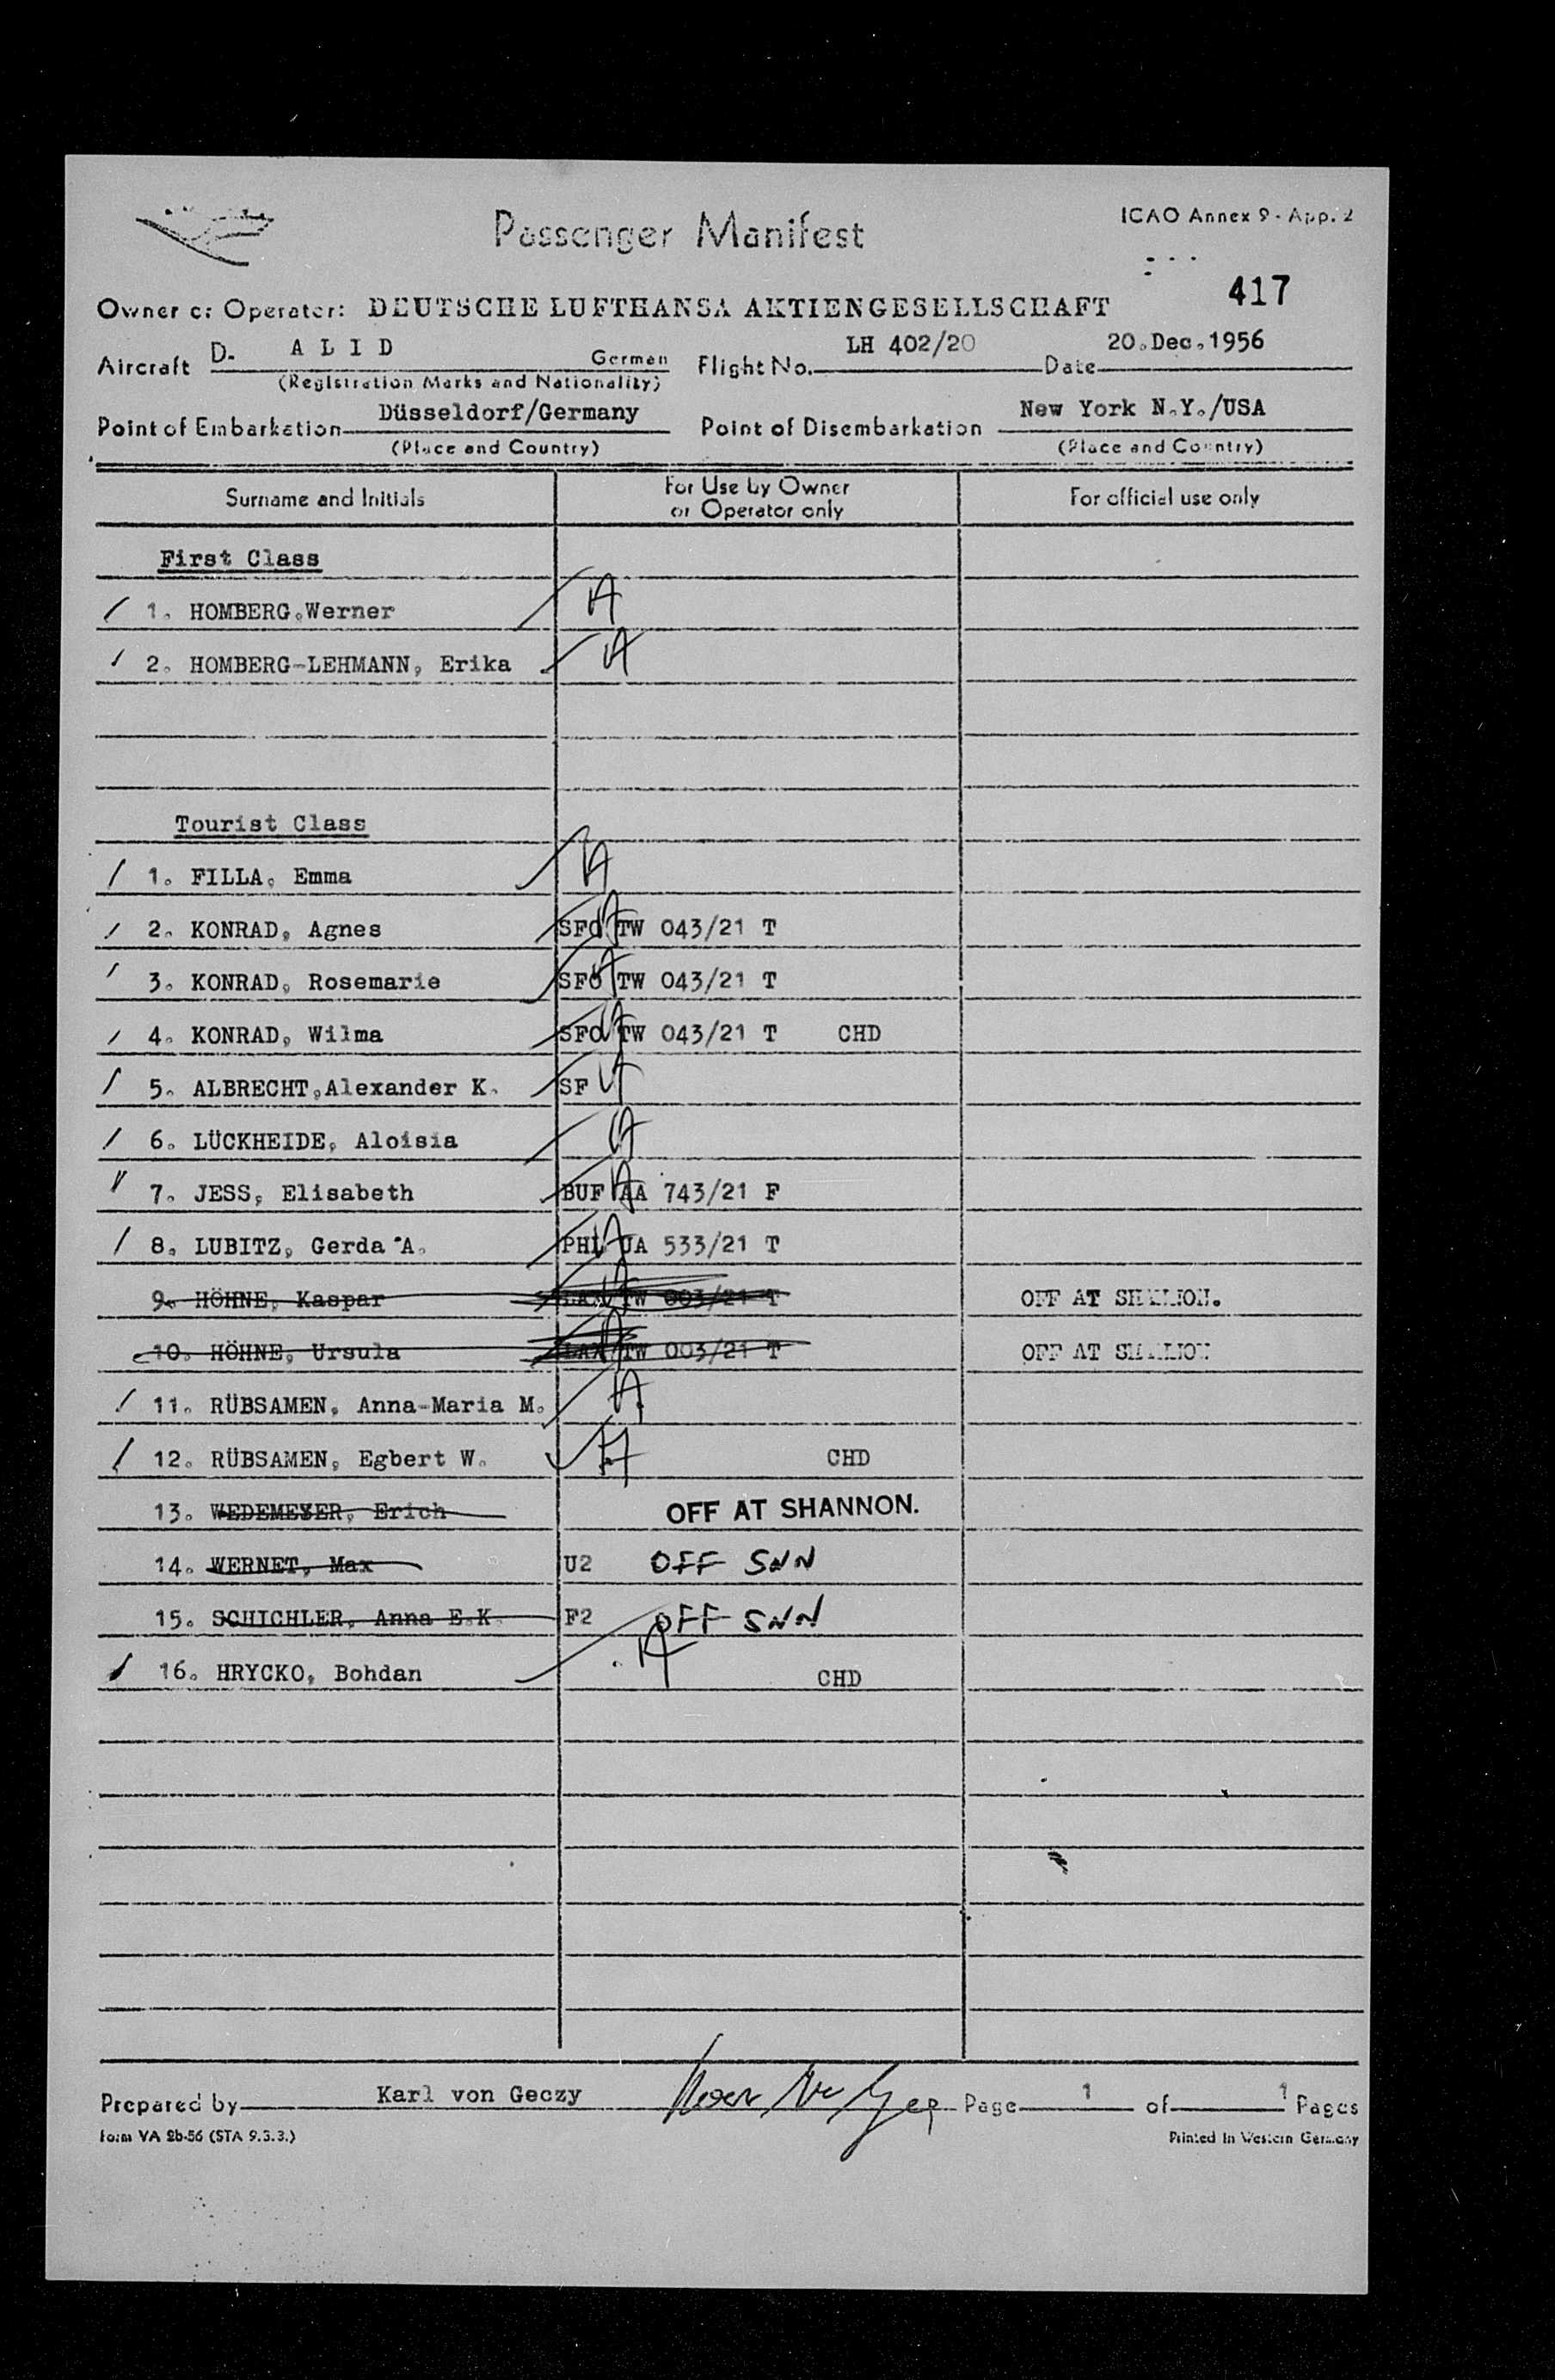 Passenger Manifest
ICAO Annex 9 - App. 2
417
Owner or Operator: DEUTSCHE LUFTHANSA AKTIENGESELLSCHAFT
Aircraft D. A L I D German Flight No. LH 402/20 Date 20.Dec.1956
(Registration Marks and Nationality)
Point of Embarkation Düsseldorf/Germany Point of Disembarkation New York N.Y./USA
(Place and Country) (Place and Country)
Surname and Initials For Use by Owner or Operator only For official use only
First Class
1. HOMBERG.Werner
2. HOMBERG-LEHMANN, Erika
Tourist Class
1. FILLA, Emma
2. KONRAD, Agnes SFO TW 043/21 T
3. KONRAD, Rosemarie SFO TW 043/21 T
4. KONRAD, Wilma SFO TW 043/21 T CHD
5. ALBRECHT,Alexander K. SF
6. LÜCKHEIDE, Aloisia
7. JESS, Elisabeth BUF AA 743/21 F
8. LUBITZ, Gerda A. PHL UA 533/21 T
9. HÖHNE, Kaspar LAX TW 003/21 T OFF AT SHANNON.
10. HÖHNE, Ursula LAX TW 003/21 T OFF AT SHANNON
11. RÜBSAMEN, Anna-Maria M.
12. RÜBSAMEN, Egbert W. CHD
13. WEDEMEYER, Erich OFF AT SHANNON.
14. WERNET, Max U2 OFF SNN
15. SCHICHLER, Anna E.K. F2 OFF SNN
16. HRYCKO, Bohdan CHD
Prepared by Karl von Geczy Page 1 of 1 Pages
Form VA 2b-56 (STA 9.3.3.) Printed in Western Germany